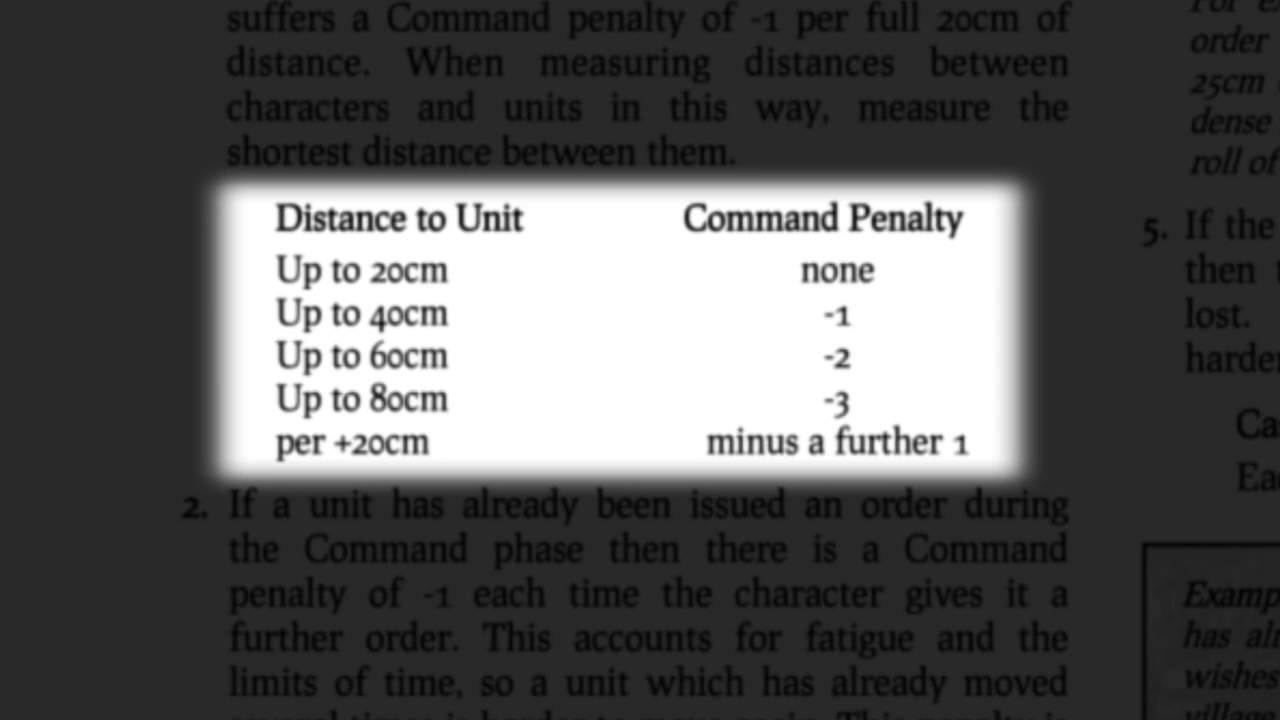 suffers a Command penalty of -1 per full 20cm of
distance. When measuring distances between
characters and units in this way, measure the
shortest distance between them.
Distance to Unit Command Penalty
Up to 20cm none
Up to 40cm -1
Up to 60cm -2
Up to 80cm -3
per +20cm minus a further 1
2. If a unit has already been issued an order during
the Command phase then there is a Command
penalty of -1 each time the character gives it a
further order. This accounts for fatigue and the
limits of time, so a unit which has already moved
order
25cm
dense
roll of
5. If the
then
lost.